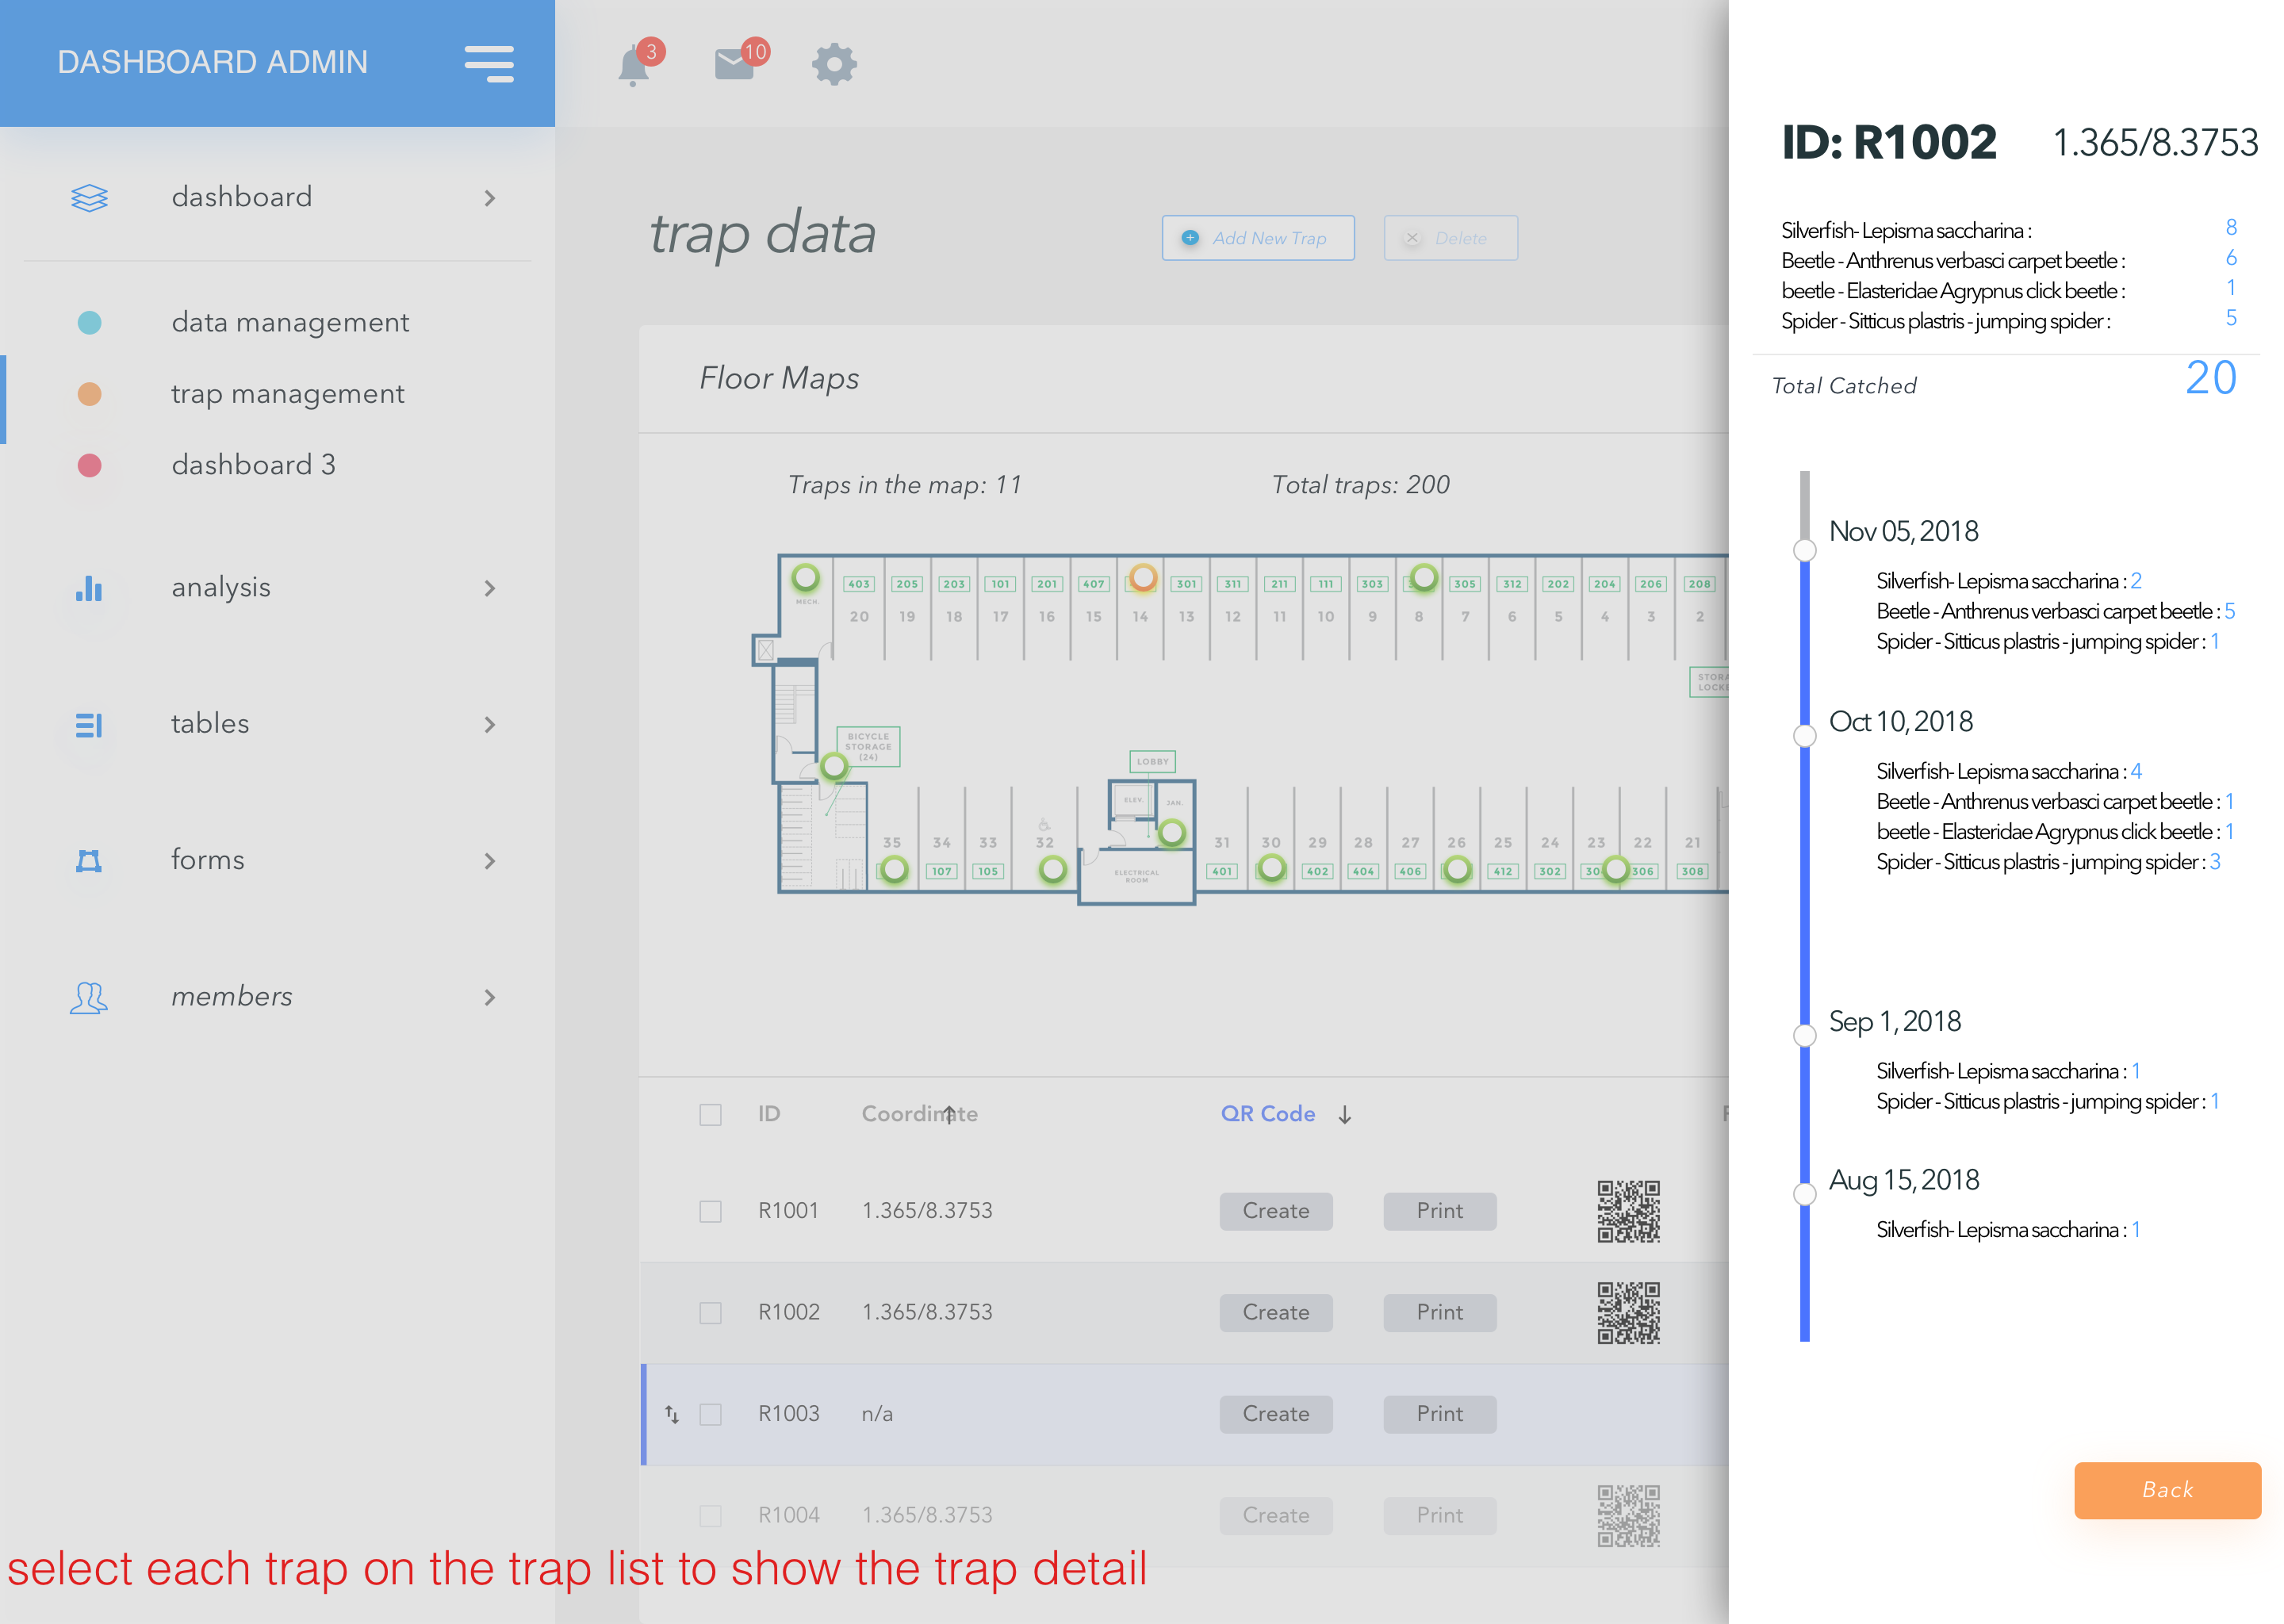 DASHBOARD ADMIN
3
10
dashboard
data management
trap management
dashboard 3
analysis
tables
forms
members
trap data
Add New Trap
Delete
Floor Maps
Traps in the map: 11
Total traps: 200
MECH.
403 205 203 101 201 407 301 311 211 111 303 305 312 202 204 206 208
20 19 18 17 16 15 14 13 12 11 10 9 8 7 6 5 4 3 2
BICYCLE
STORAGE
(24)
LOBBY
ELEV.
JAN.
35 34 33 32 31 30 29 28 27 26 25 24 23 22 21
107 105 401 402 404 406 412 302 306 308
ELECTRICAL
ROOM
ID Coordinate QR Code
R1001 1.365/8.3753 Create Print
R1002 1.365/8.3753 Create Print
R1003 n/a Create Print
R1004 1.365/8.3753 Create Print
select each trap on the trap list to show the trap detail
ID: R1002 1.365/8.3753
Silverfish- Lepisma saccharina : 8
Beetle - Anthrenus verbasci carpet beetle : 6
beetle - Elasteridae Agrypnus click beetle : 1
Spider - Sitticus plastris - jumping spider : 5
Total Catched 20
Nov 05, 2018
Silverfish- Lepisma saccharina : 2
Beetle - Anthrenus verbasci carpet beetle : 5
Spider - Sitticus plastris - jumping spider : 1
Oct 10, 2018
Silverfish- Lepisma saccharina : 4
Beetle - Anthrenus verbasci carpet beetle : 1
beetle - Elasteridae Agrypnus click beetle : 1
Spider - Sitticus plastris - jumping spider : 3
Sep 1, 2018
Silverfish- Lepisma saccharina : 1
Spider - Sitticus plastris - jumping spider : 1
Aug 15, 2018
Silverfish- Lepisma saccharina : 1
Back